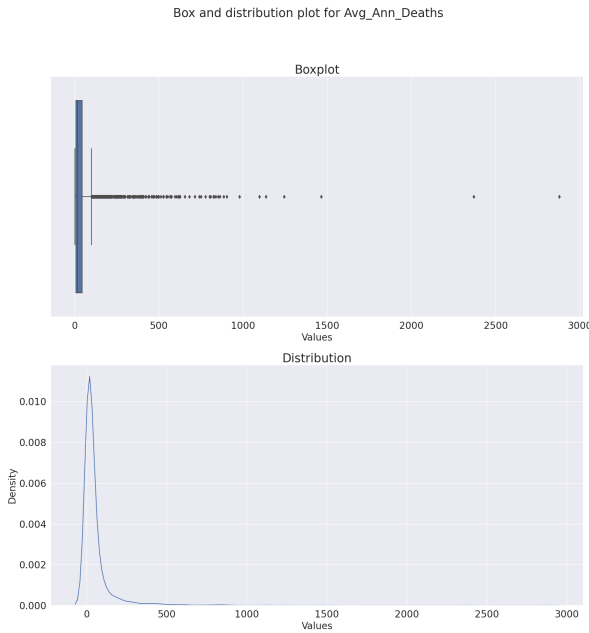 Box and distribution plot for Avg_Ann_Deaths
Boxplot
0 500 1000 1500 2000 2500 3000
Values
Distribution
0.010
0.008
0.006
0.004
0.002
0.000
Density
0 500 1000 1500 2000 2500 3000
Values